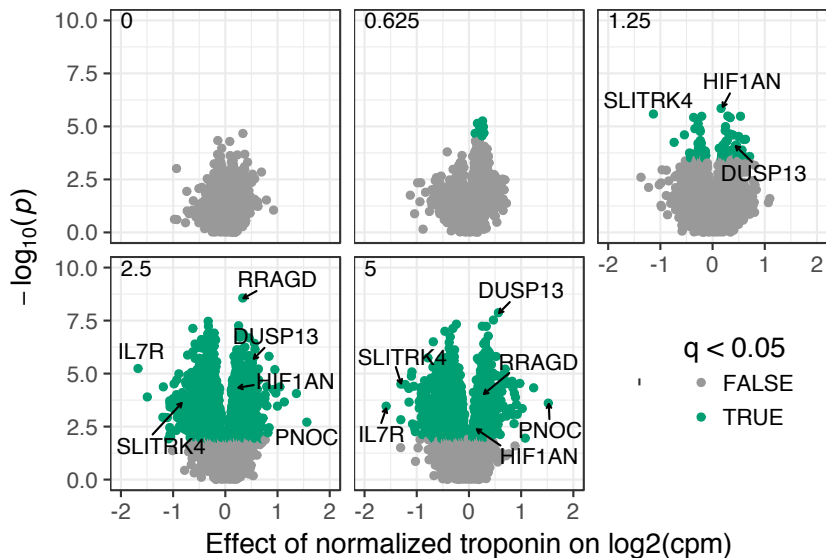 0
0.625
1.25
10.0
7.5
5.0
2.5
0.0
HIF1AN
SLITRK4
DUSP13
-2 -1 0 1 2
2.5
5
10.0
7.5
5.0
2.5
0.0
RRAGD
DUSP13
IL7R
HIF1AN
SLITRK4
PNOC
DUSP13
SLITRK4
RRAGD
IL7R
PNOC
HIF1AN
-2 -1 0 1 2
-2 -1 0 1 2
− log10(p)
Effect of normalized troponin on log2(cpm)
q < 0.05
FALSE
TRUE